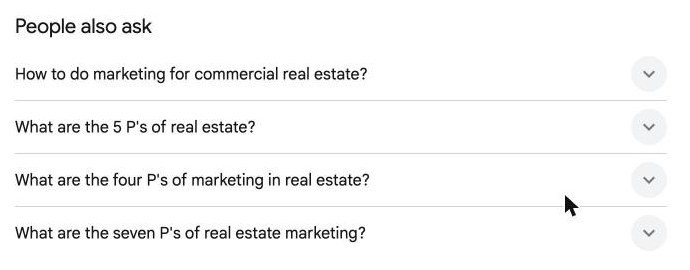 People also ask
How to do marketing for commercial real estate?
What are the 5 P's of real estate?
What are the four P's of marketing in real estate?
What are the seven P's of real estate marketing?